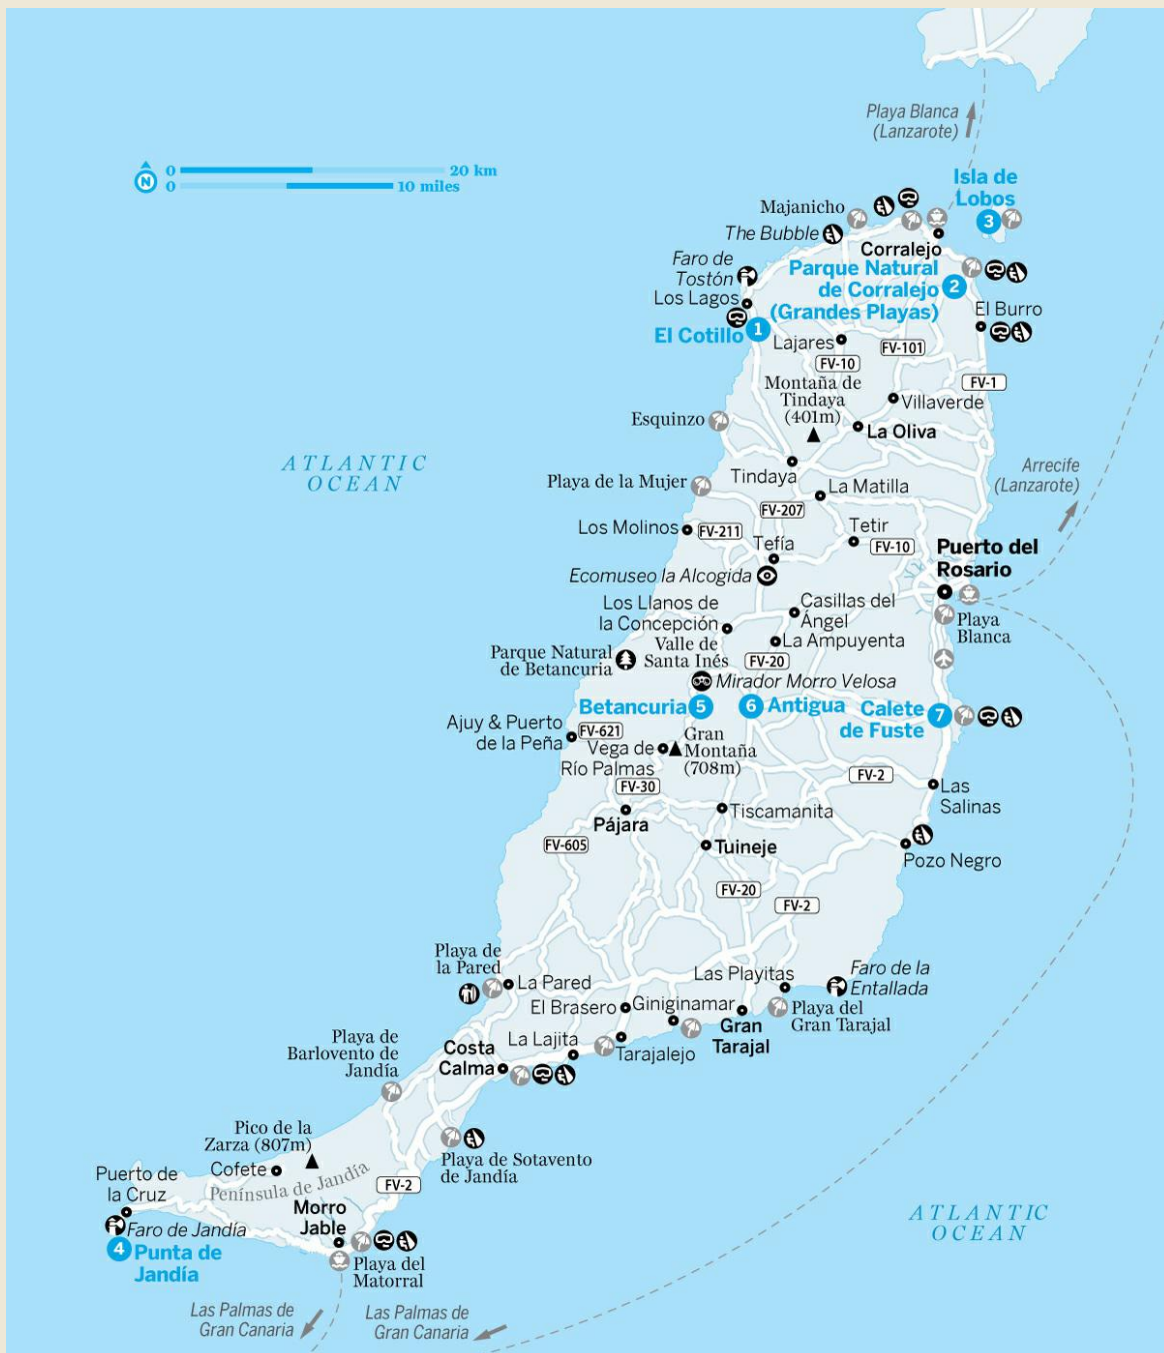 Playa Blanca
(Lanzarote)
0 20 km
N
0 10 miles
Isla de
Lobos
3
Majanicho
The Bubble
Corralejo
Faro de
Tostón
Parque Natural
de Corralejo
(Grandes Playas)
2
Los Lagos
El Cotillo
1
El Burro
Lajares
FV-101
FV-10
Montaña de
Tindaya
(401m)
FV-1
Villaverde
Esquinzo
La Oliva
ATLANTIC
OCEAN
Arrecife
(Lanzarote)
Tindaya
Playa de la Mujer
La Matilla
FV-207
Los Molinos
FV-211
Tetir
FV-10
Tefía
Puerto del
Rosario
Ecomuseo la Alcogida
Los Llanos de
la Concepción
Casillas del
Ángel
Playa
Blanca
La Ampuyenta
Valle de
Santa Inés
FV-20
Parque Natural
de Betancuria
Mirador Morro Velosa
Betancuria
5
6
Antigua
Calete
de Fuste
7
Ajuy & Puerto
de la Peña
FV-621
Vega de
Río Palmas
Gran
Montaña
(708m)
FV-30
FV-2
Las
Salinas
Pájara
Tiscamanita
FV-605
Tuineje
Pozo Negro
FV-20
FV-2
Playa de
la Pared
La Pared
Las Playitas
Faro de la
Entallada
El Brasero
Giniginamar
Playa del
Gran Tarajal
Gran
Tarajal
Playa de
Barlovento de
Jandía
Costa
Calma
La Lajita
Tarajalejo
Pico de la
Zarza (807m)
Playa de Sotavento
de Jandía
Cofete
Península de Jandía
Puerto de
la Cruz
FV-2
Morro
Jable
Faro de Jandía
4
Punta de
Jandía
Playa del
Matorral
ATLANTIC
OCEAN
Las Palmas de
Gran Canaria
Las Palmas de
Gran Canaria